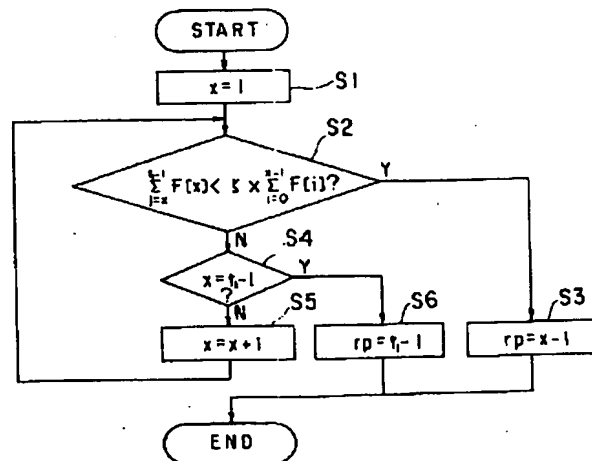 START
x=1
S1
S2
F(x)< × F(i)?
Y
N
S4
x=t₁-1
?
Y
N
S5
S6
S3
x=x+1
rp=t₁-1
rp=x-1
END